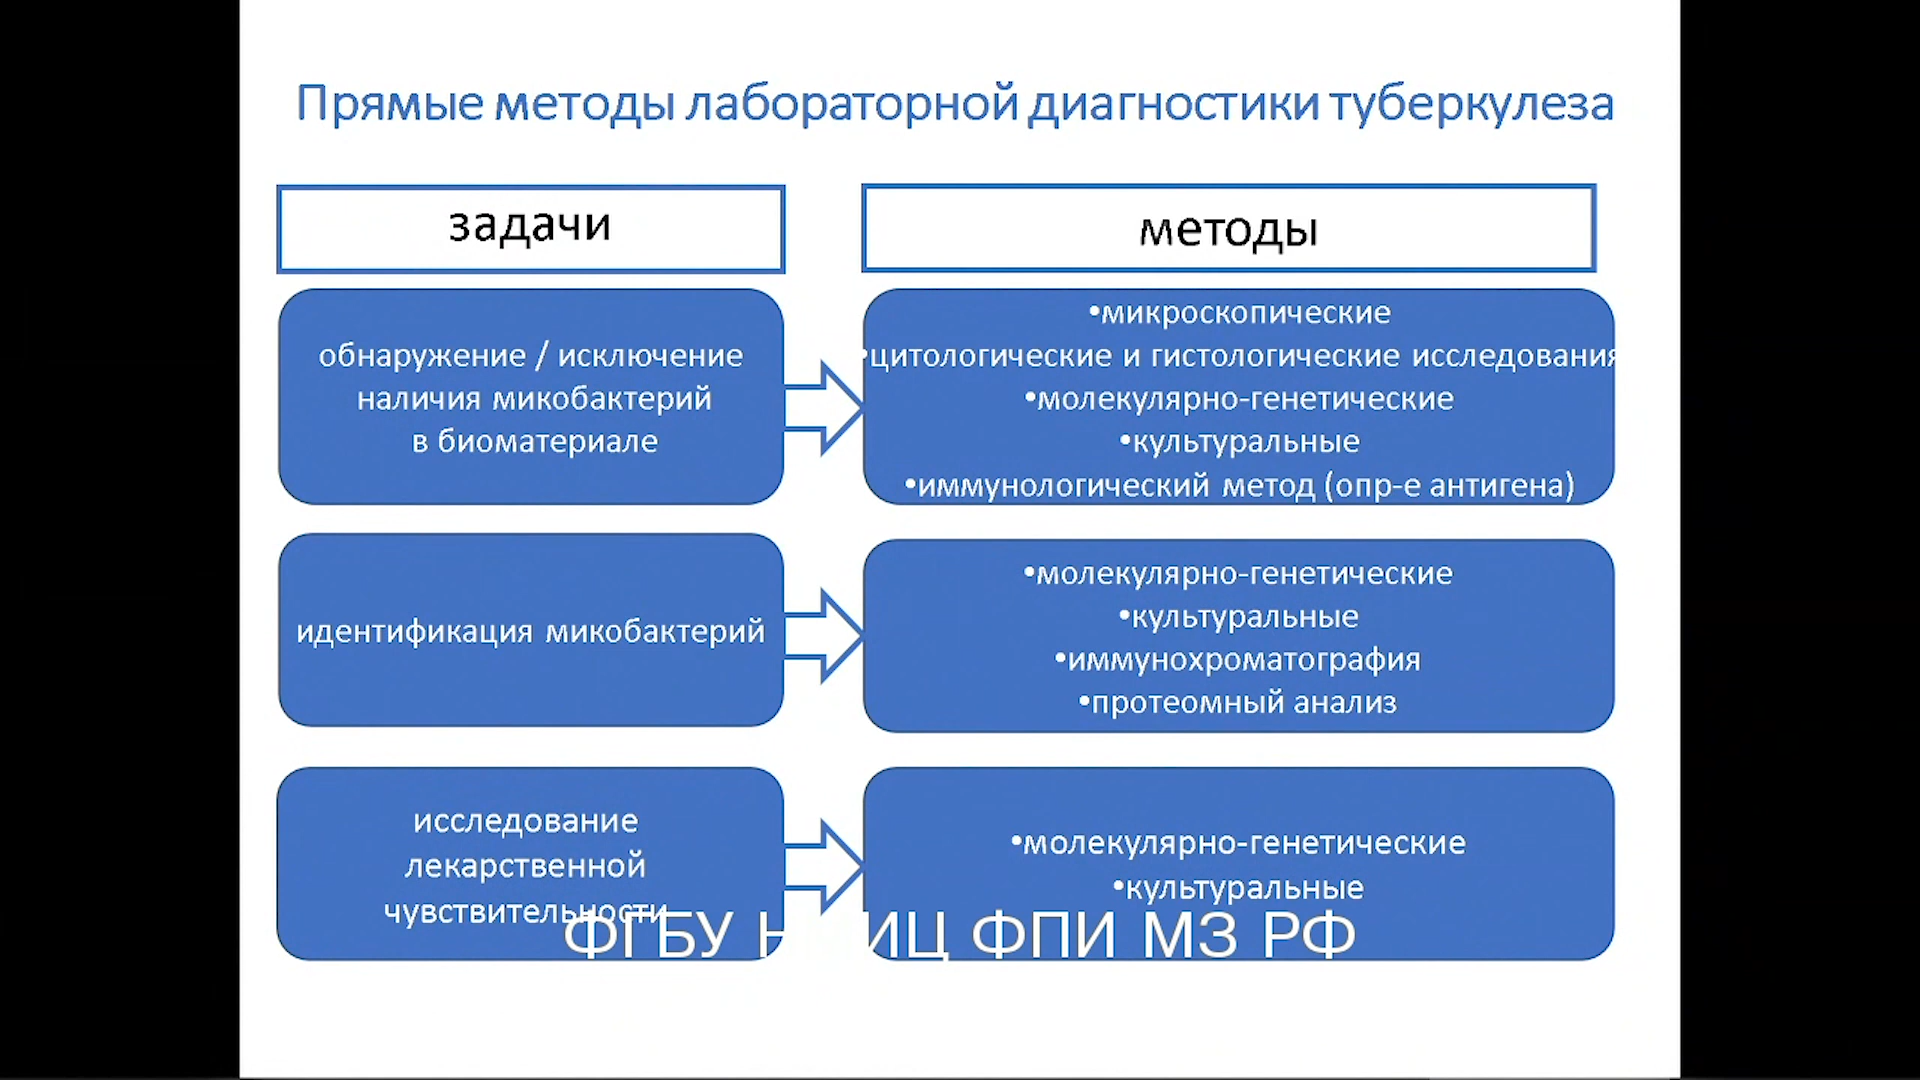 Прямые методы лабораторной диагностики туберкулеза
задачи
методы
обнаружение / исключение
наличия микобактерий
в биоматериале
•микроскопические
•цитологические и гистологические исследования
•молекулярно-генетические
•культуральные
•иммунологический метод (опр-е антигена)
идентификация микобактерий
•молекулярно-генетические
•культуральные
•иммунохроматография
•протеомный анализ
исследование
лекарственной
чувствительности
•молекулярно-генетические
•культуральные
ФГБУ НМИЦ ФПИ МЗ РФ